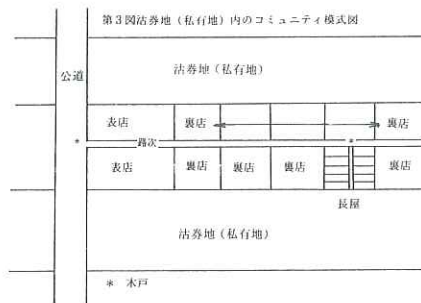 第3図沽券地(私有地)内のコミュニティ模式図
公道
沽券地(私有地)
表店 裏店 裏店
* 路次 *
表店 裏店 裏店 裏店 裏店
長屋
沽券地(私有地)
* 木戸